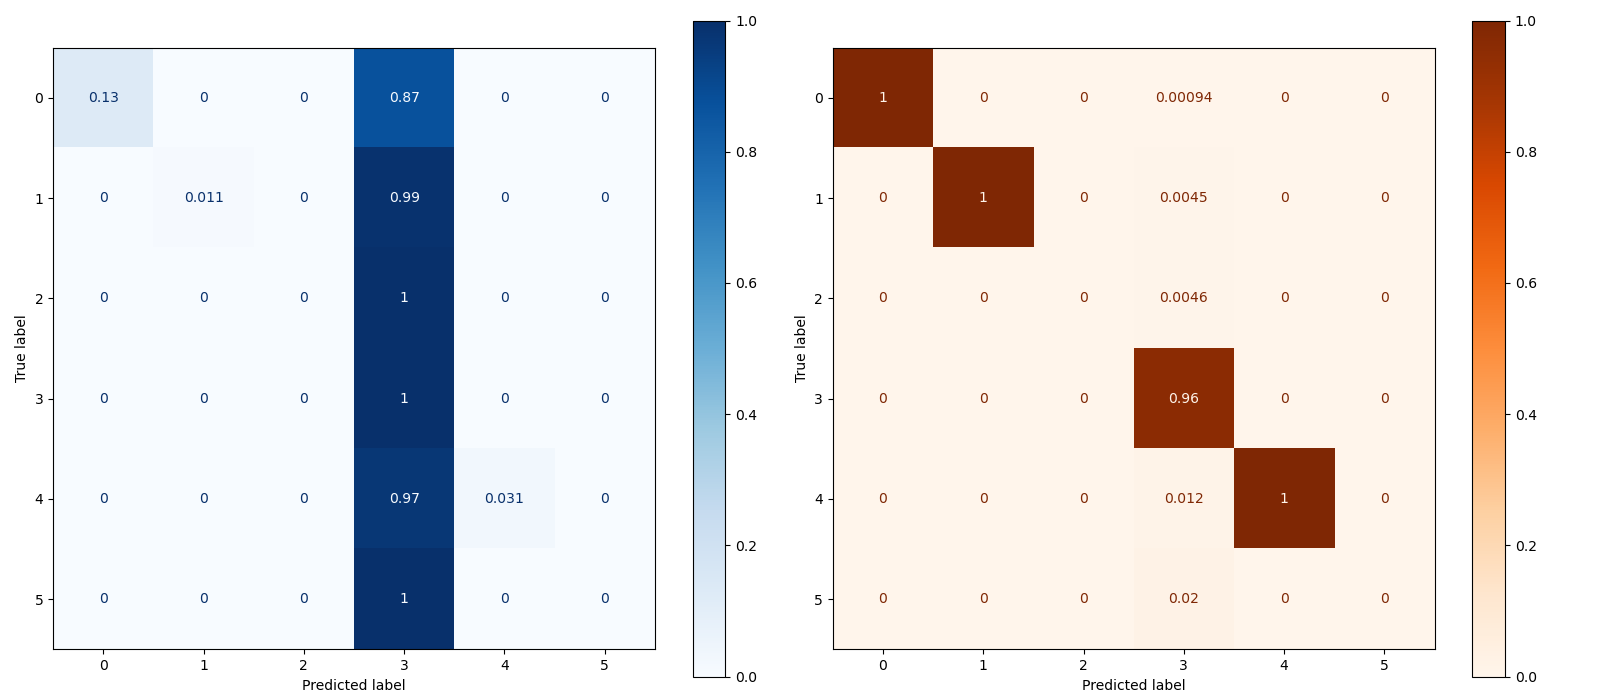 1.0
0.8
0.6
0.4
0.2
0.0
True label
0 0.13 0 0 0.87 0 0
1 0 0.011 0 0.99 0 0
2 0 0 0 1 0 0
3 0 0 0 1 0 0
4 0 0 0 0.97 0.031 0
5 0 0 0 1 0 0
0 1 2 3 4 5
Predicted label
1.0
0.8
0.6
0.4
0.2
0.0
True label
0 1 0 0 0.00094 0 0
1 0 1 0 0.0045 0 0
2 0 0 0 0.0046 0 0
3 0 0 0 0.96 0 0
4 0 0 0 0.012 1 0
5 0 0 0 0.02 0 0
0 1 2 3 4 5
Predicted label